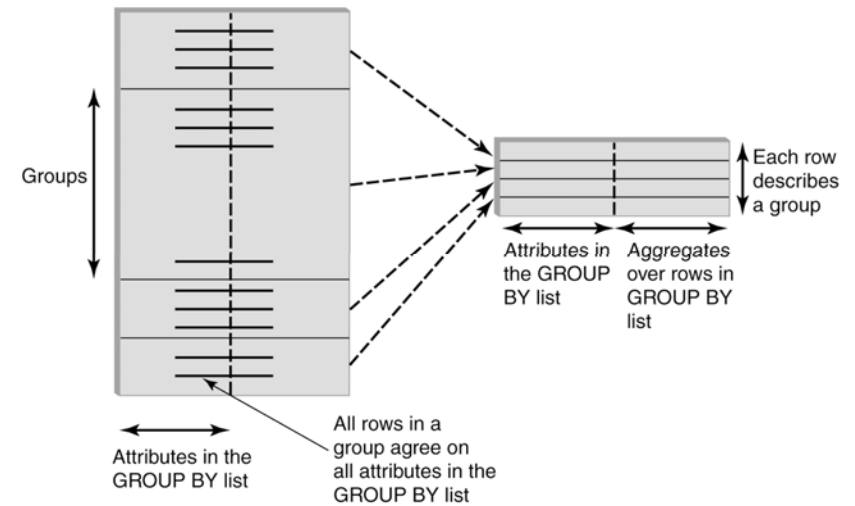 Groups
Each row
describes
a group
Attributes in
the GROUP
BY list
Aggregates
over rows in
GROUP BY
list
Attributes in the
GROUP BY list
All rows in a
group agree on
all attributes in the
GROUP BY list